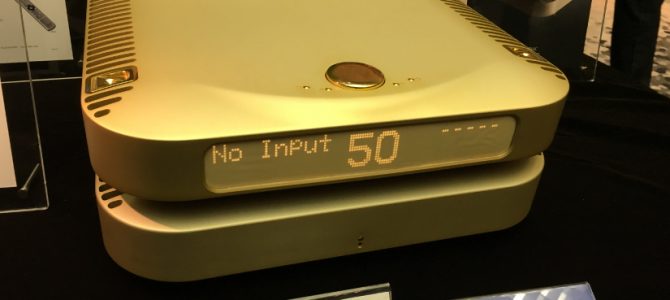 No Input 50 -----